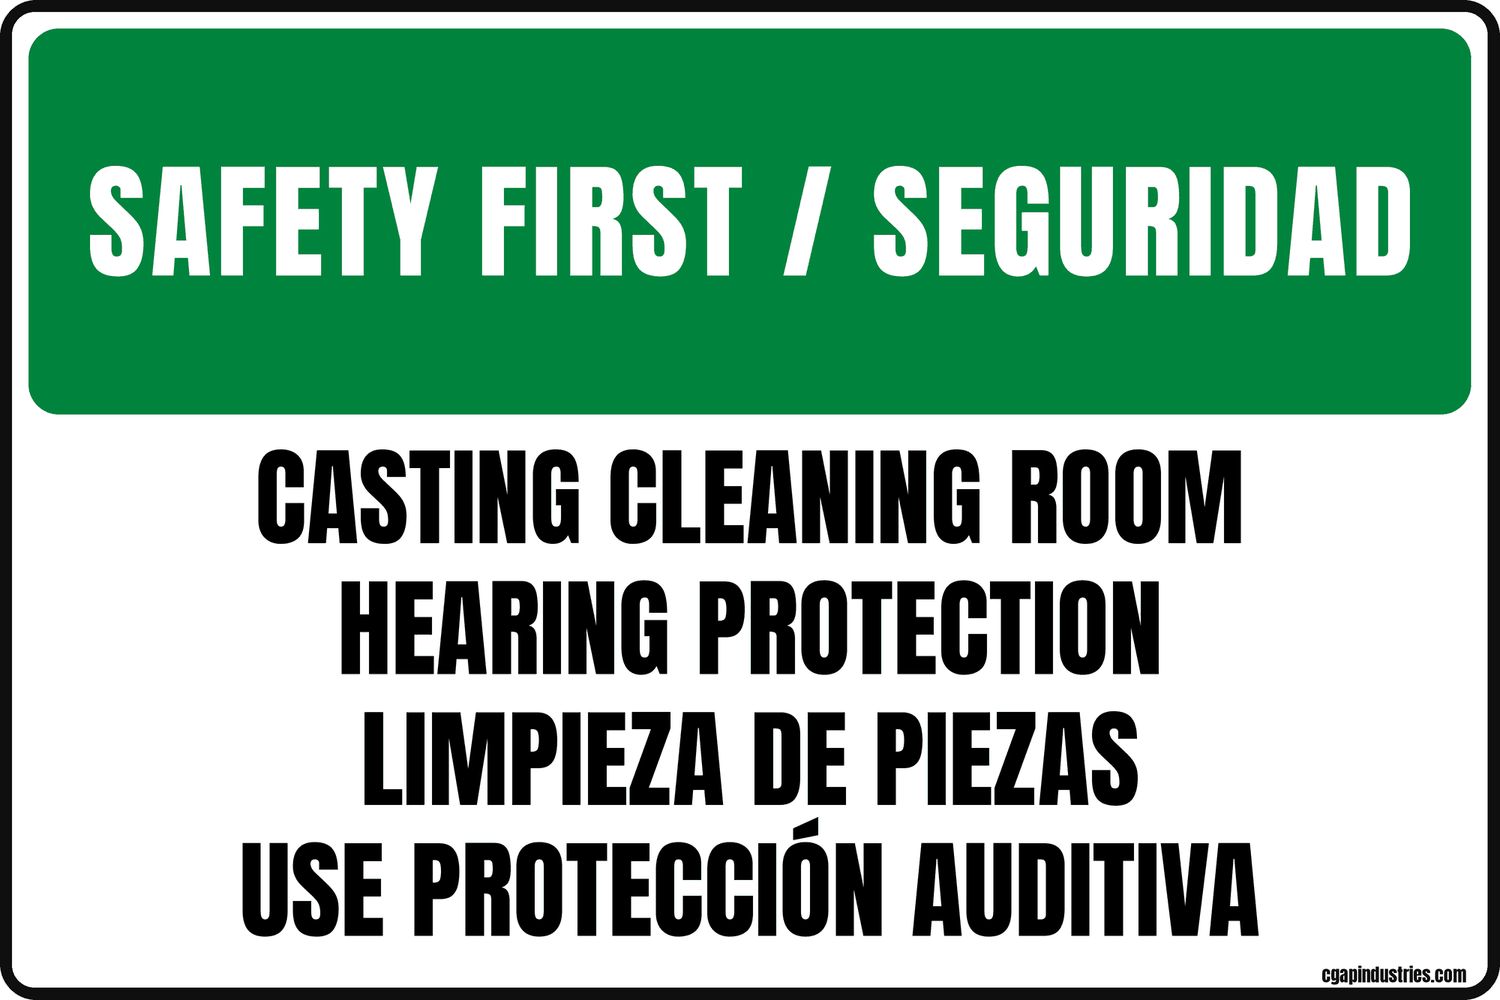 SAFETY FIRST / SEGURIDAD
CASTING CLEANING ROOM
HEARING PROTECTION
LIMPIEZA DE PIEZAS
USE PROTECCIÓN AUDITIVA
cgapindustries.com